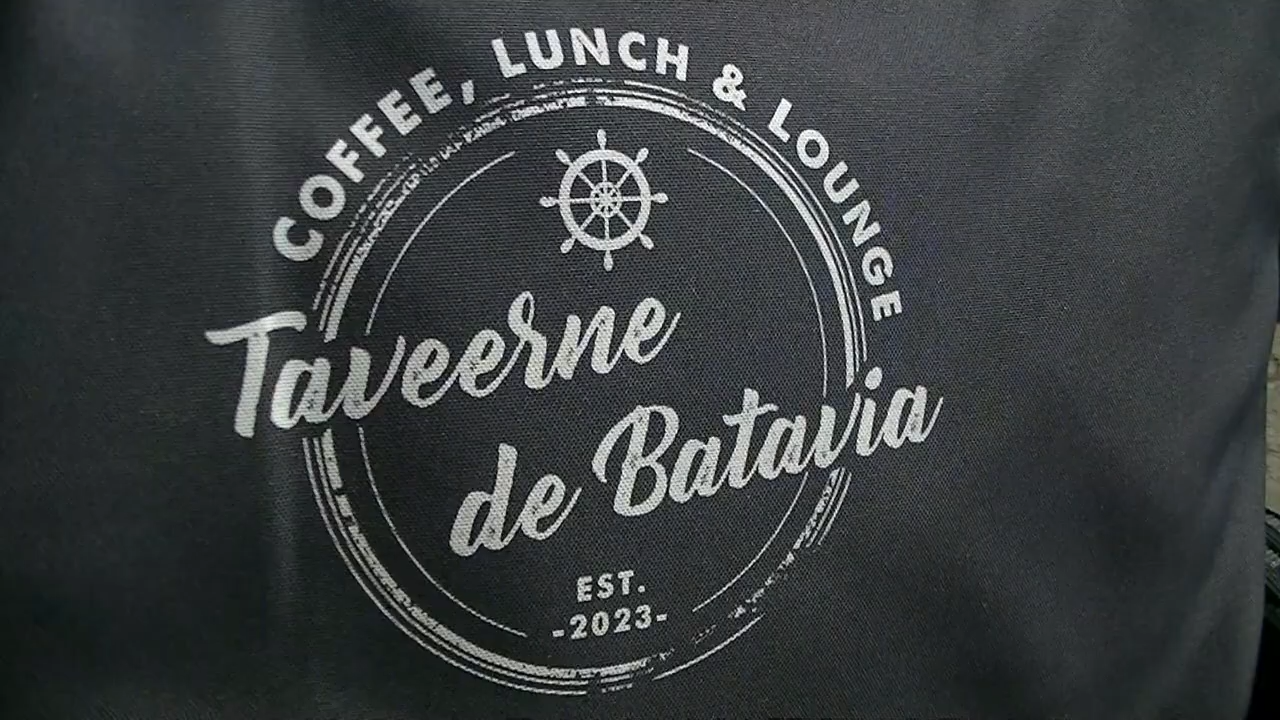 COFFEE, LUNCH & LOUNGE
Taveerne
de Batavia
EST.
-2023-